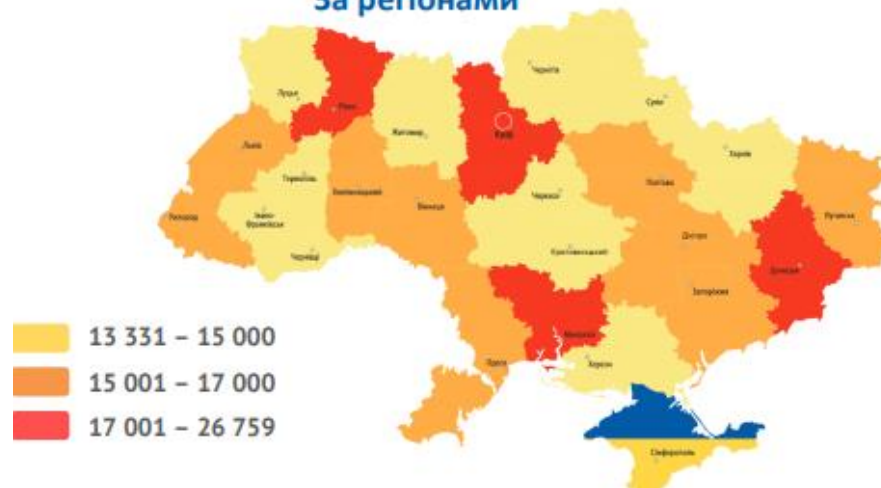 За регіонами
Чернігів
Луцьк
Рівне
Суми
Київ
Житомир
Львів
Харків
Тернопіль
Хмельницький
Полтава
Вінниця
Черкаси
Ужгород
Івано-
Франківськ
Луганськ
Дніпро
Чернівці
Кропивницький
Донецьк
Запоріжжя
Миколаїв
Одеса
Херсон
Сімферополь
13 331 – 15 000
15 001 – 17 000
17 001 – 26 759